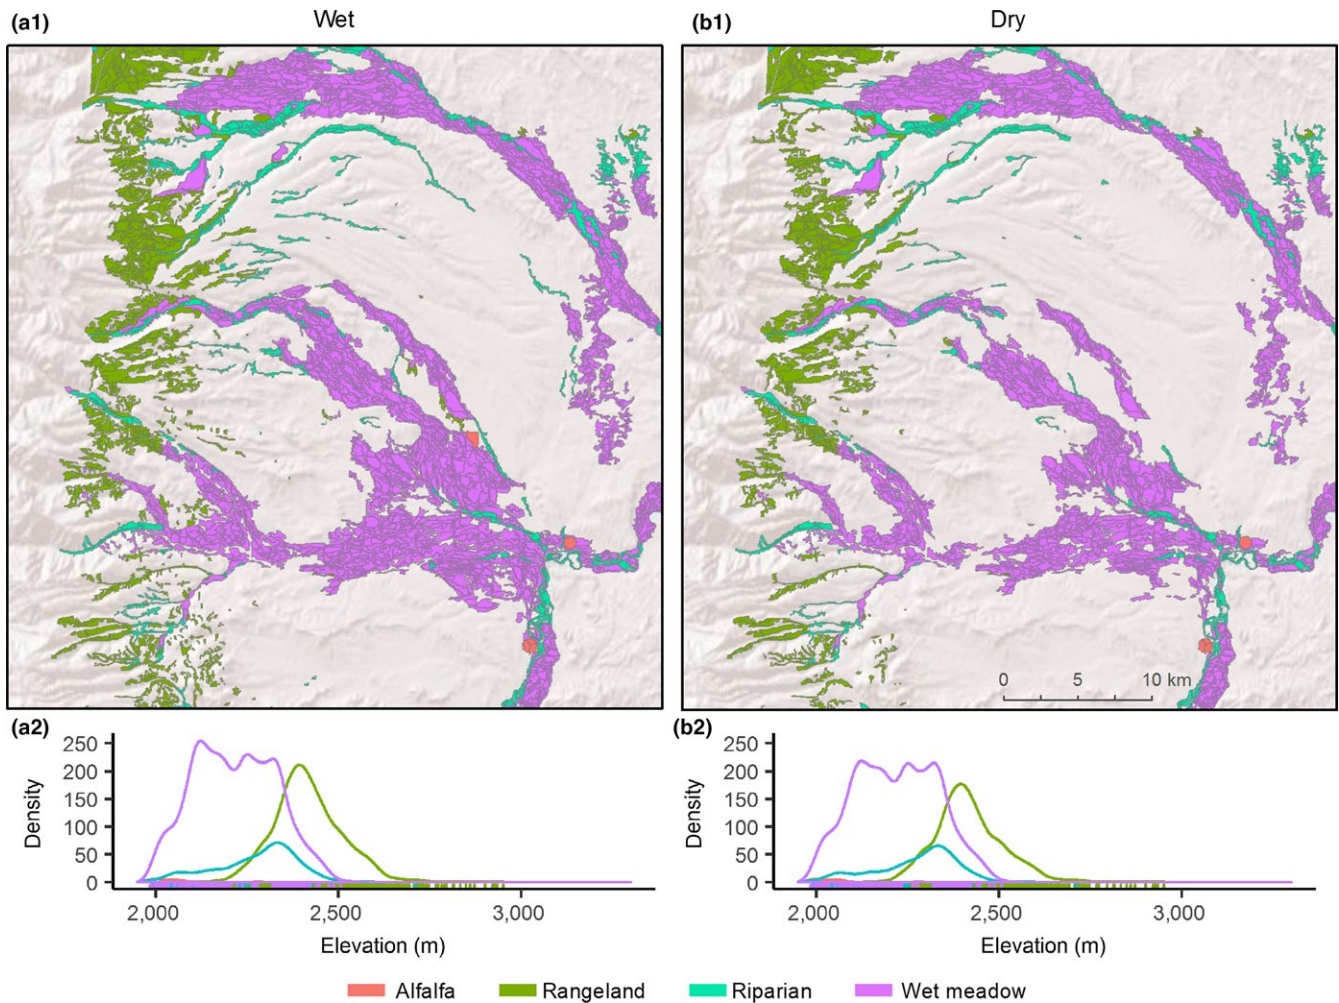 (a1) Wet
(b1) Dry
0 5 10 km
(a2)
250
200
150
100
50
0
Density
2,000 2,500 3,000
Elevation (m)
(b2)
250
200
150
100
50
0
Density
2,000 2,500 3,000
Elevation (m)
Alfalfa Rangeland Riparian Wet meadow